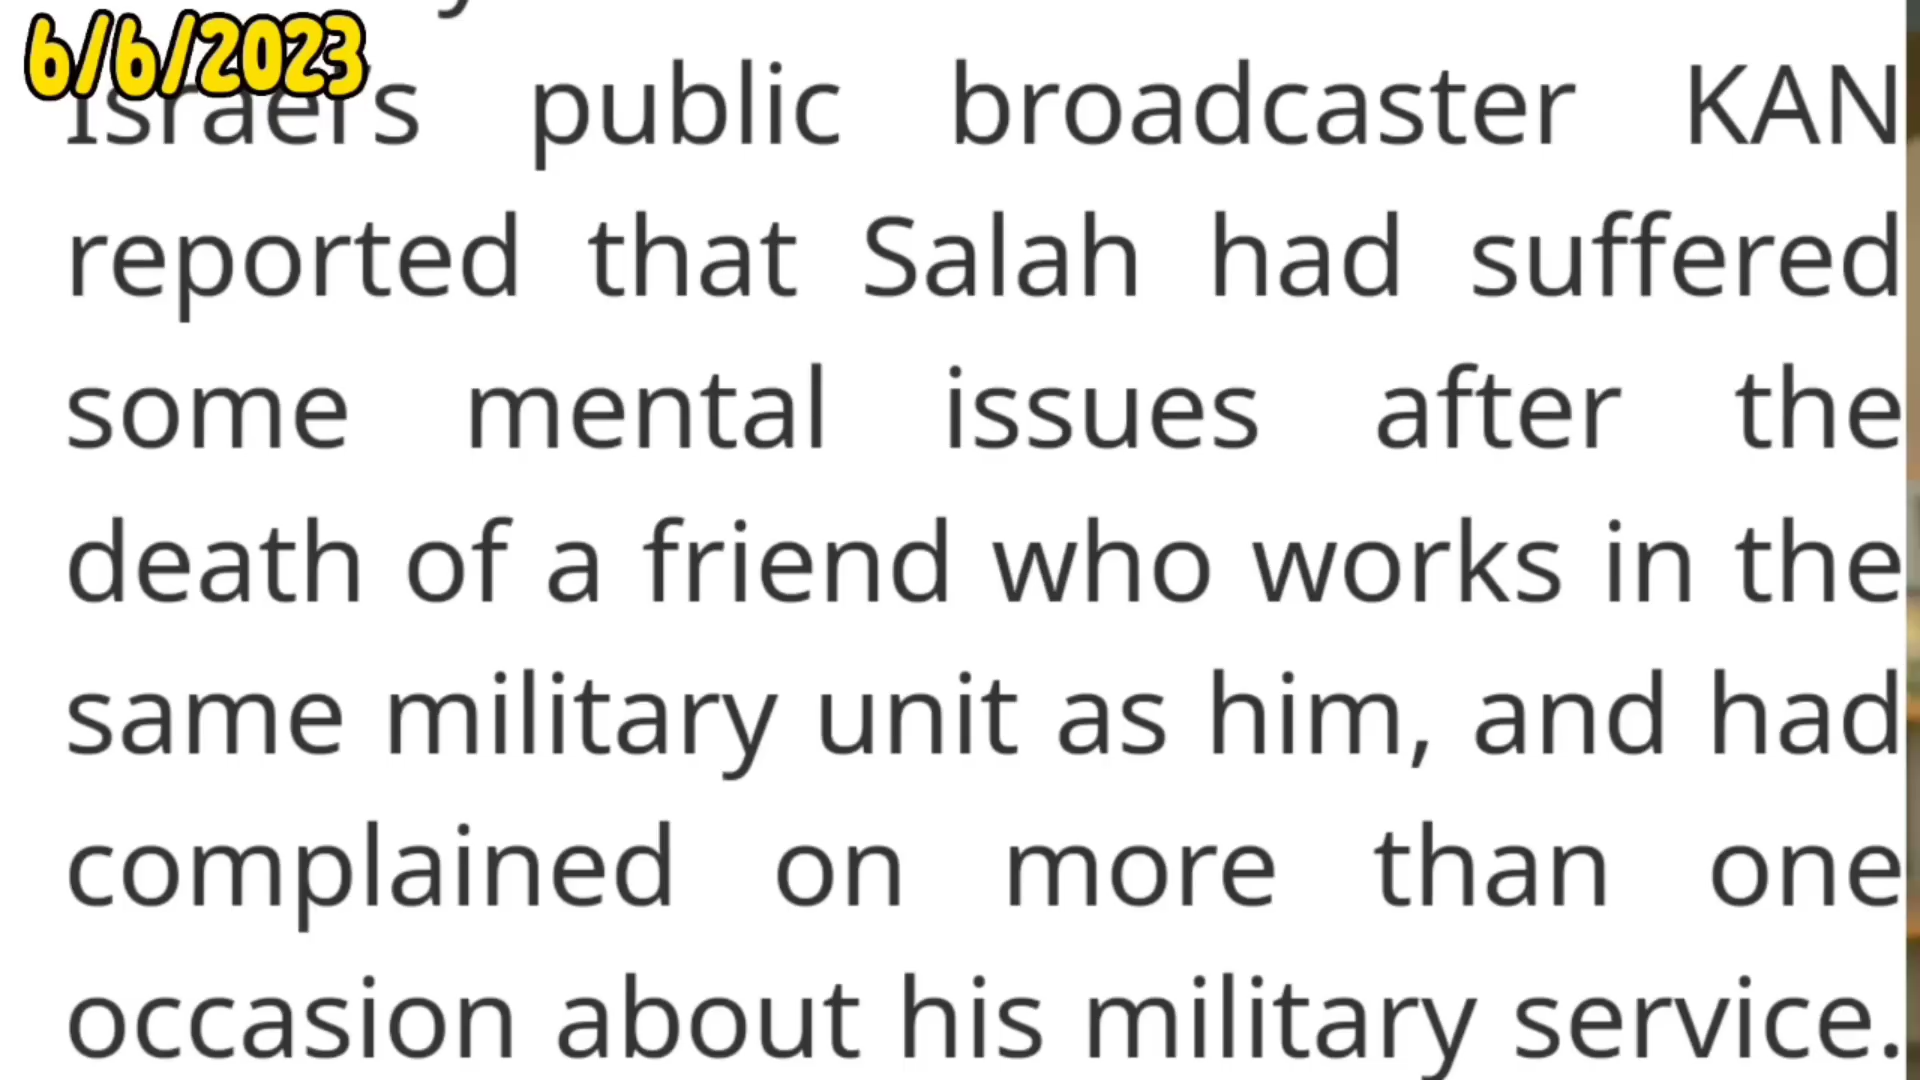 6/6/2023
Israel's public broadcaster KAN
reported that Salah had suffered
some mental issues after the
death of a friend who works in the
same military unit as him, and had
complained on more than one
occasion about his military service.